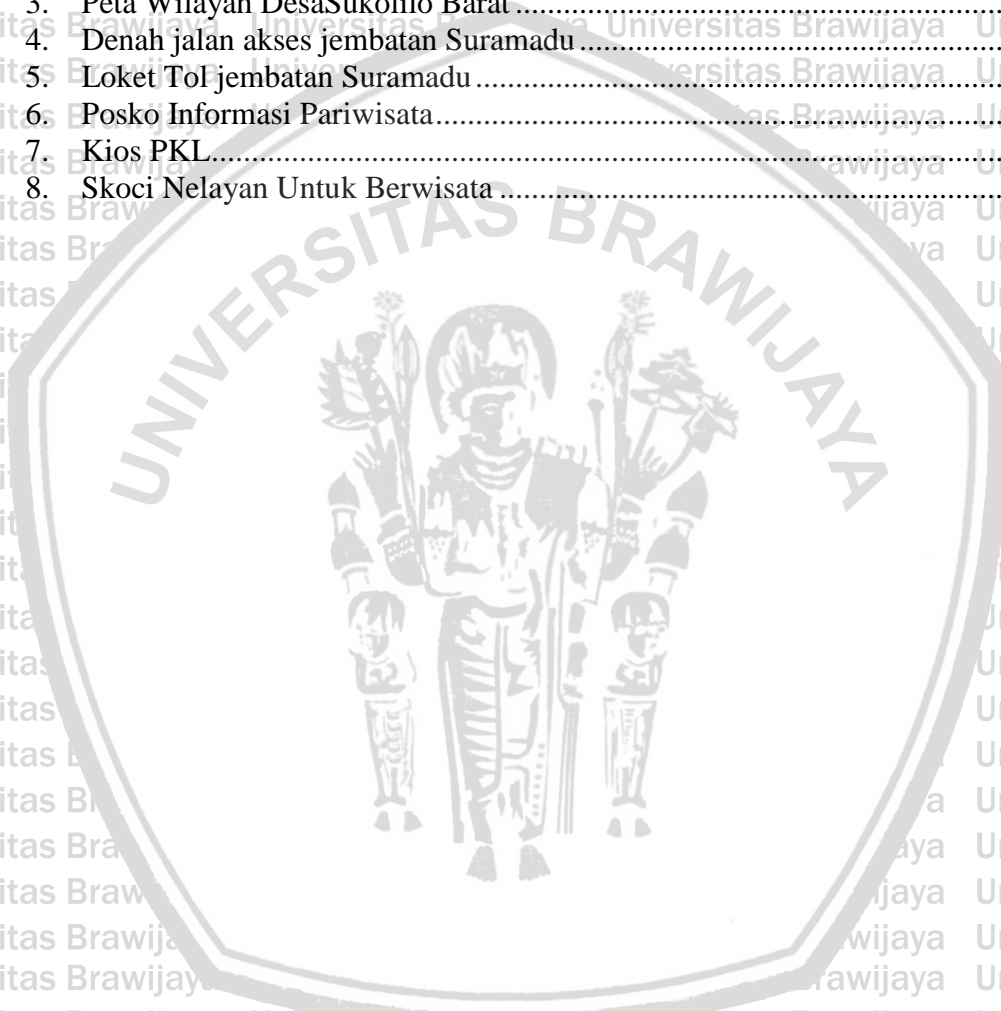 3. Peta Wilayah DesaSukolilo Barat
4. Denah jalan akses jembatan Suramadu
5. Loket Tol jembatan Suramadu
6. Posko Informasi Pariwisata
7. Kios PKL
8. Skoci Nelayan Untuk Berwisata
UNIVERSITAS BRAWIJAYA